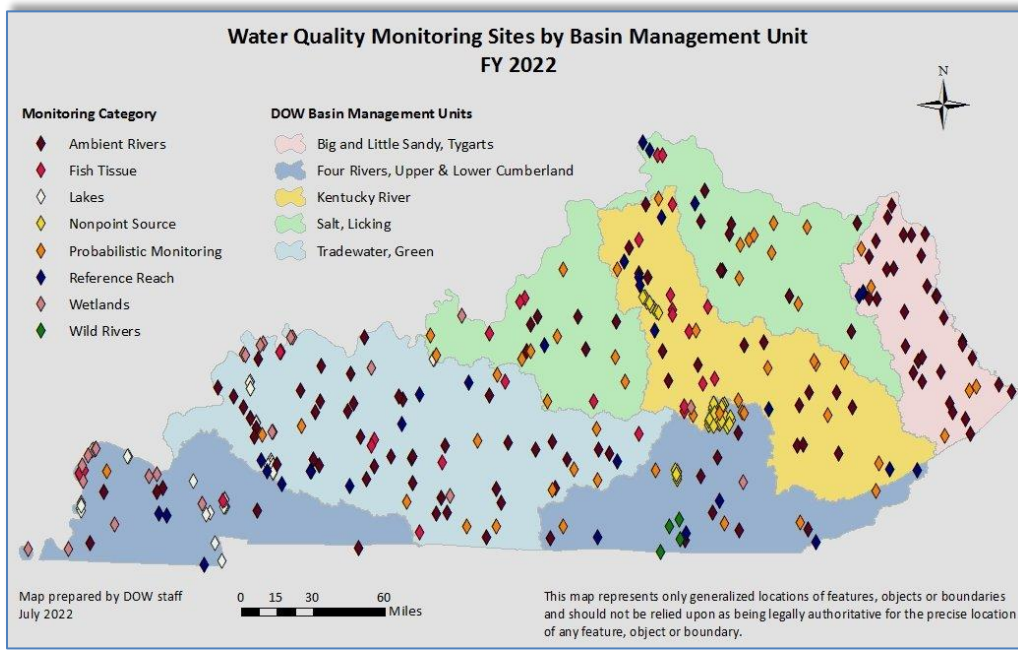 Water Quality Monitoring Sites by Basin Management Unit
FY 2022
N
Monitoring Category
Ambient Rivers
Fish Tissue
Lakes
Nonpoint Source
Probabilistic Monitoring
Reference Reach
Wetlands
Wild Rivers
DOW Basin Management Units
Big and Little Sandy, Tygarts
Four Rivers, Upper & Lower Cumberland
Kentucky River
Salt, Licking
Tradewater, Green
Map prepared by DOW staff
July 2022
0 15 30 60
Miles
This map represents only generalized locations of features, objects or boundaries
and should not be relied upon as being legally authoritative for the precise location
of any feature, object or boundary.